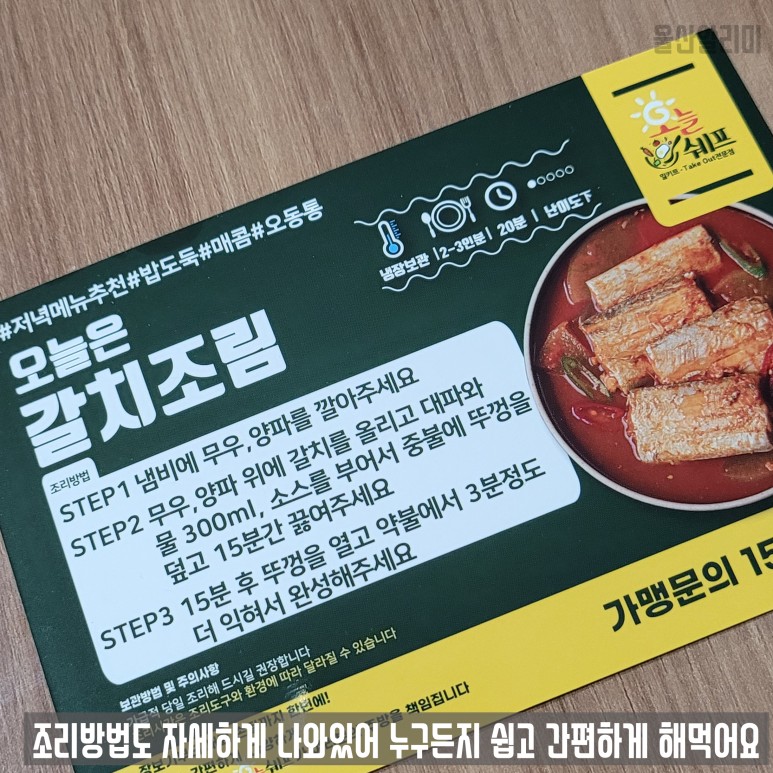 울산알리미
오늘
쉐프
밀키트·Take Out전문점
냉장보관 | 2-3인분 | 20분 | 난이도下
#저녁메뉴추천#밥도둑#매콤#오동통
오늘은
갈치조림
조리방법
STEP1 냄비에 무우,양파를 깔아주세요
STEP2 무우,양파 위에 갈치를 올리고 대파와
물 300ml, 소스를 부어서 중불에 뚜껑을
덮고 15분간 끓여주세요
STEP3 15분 후 뚜껑을 열고 약불에서 3분정도
더 익혀서 완성해주세요
가맹문의 15
보관방법 및 주의사항
가급적 당일 조리해 드시길 권장합니다
조리도구와 환경에 따라 달라질 수 있습니다
한번에!
책임집니다
조리방법도 자세하게 나와있어 누구든지 쉽고 간편하게 해먹어요